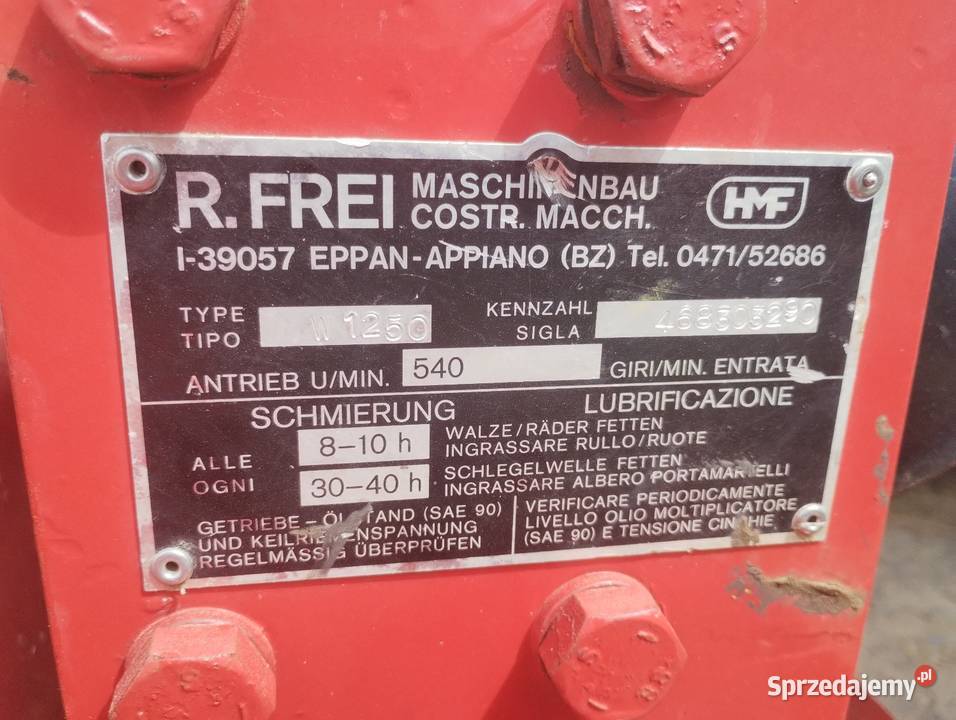 R. FREI MASCHINENBAU
COSTR. MACCH.
HMF
I-39057 EPPAN-APPIANO (BZ) Tel. 0471/52686
TYPE
TIPO
W 1250
KENNZAHL
SIGLA
468303290
ANTRIEB U/MIN. 540 GIRI/MIN. ENTRATA
SCHMIERUNG
LUBRIFICAZIONE
ALLE
OGNI
8–10 h
WALZE/RÄDER FETTEN
INGRASSARE RULLO/RUOTE
30–40 h
SCHLEGELWELLE FETTEN
INGRASSARE ALBERO PORTAMARTELLI
GETRIEBE – ÖLSTAND (SAE 90)
UND KEILRIEMENSPANNUNG
REGELMÄSSIG ÜBERPRÜFEN
VERIFICARE PERIODICAMENTE
LIVELLO OLIO MULTIPLICATORE
(SAE 90) E TENSIONE CINGHIE.
Sprzedajemy.pl